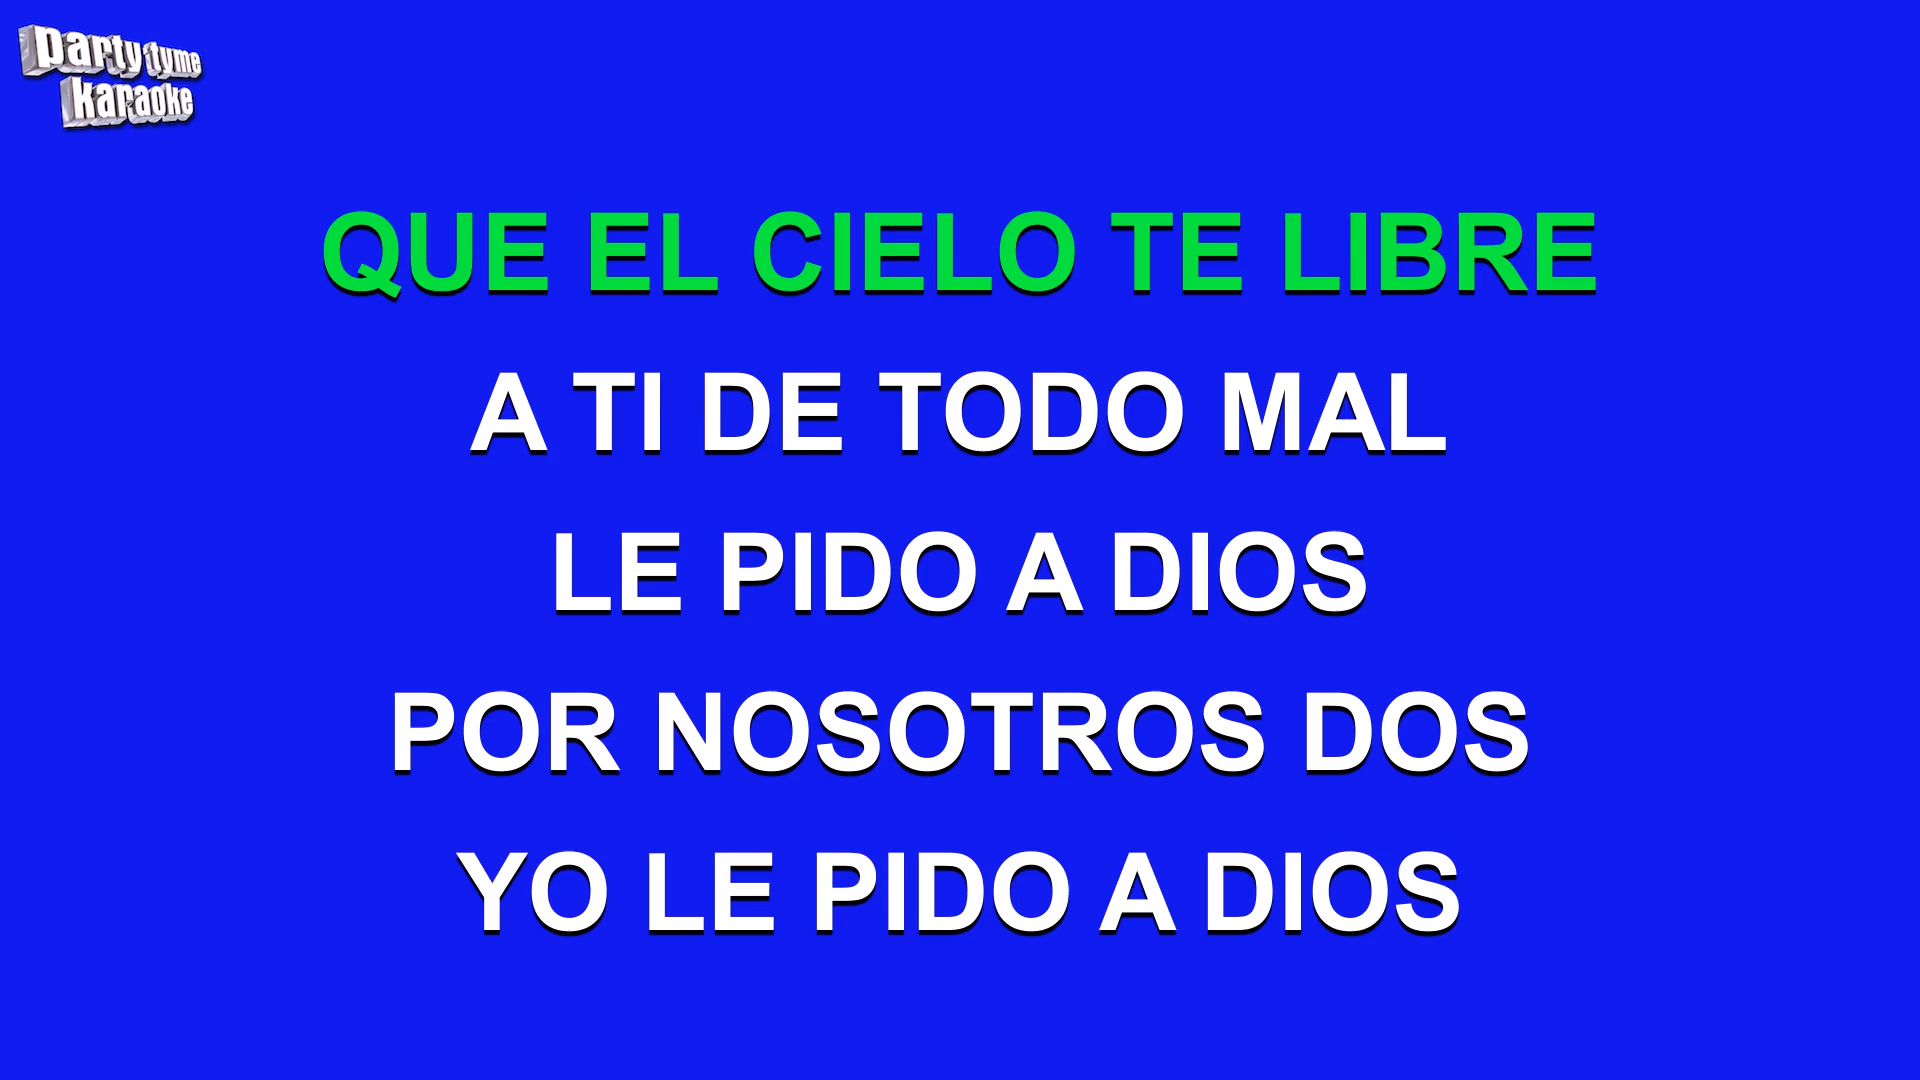 party tyme
karaoke
QUE EL CIELO TE LIBRE
A TI DE TODO MAL
LE PIDO A DIOS
POR NOSOTROS DOS
YO LE PIDO A DIOS